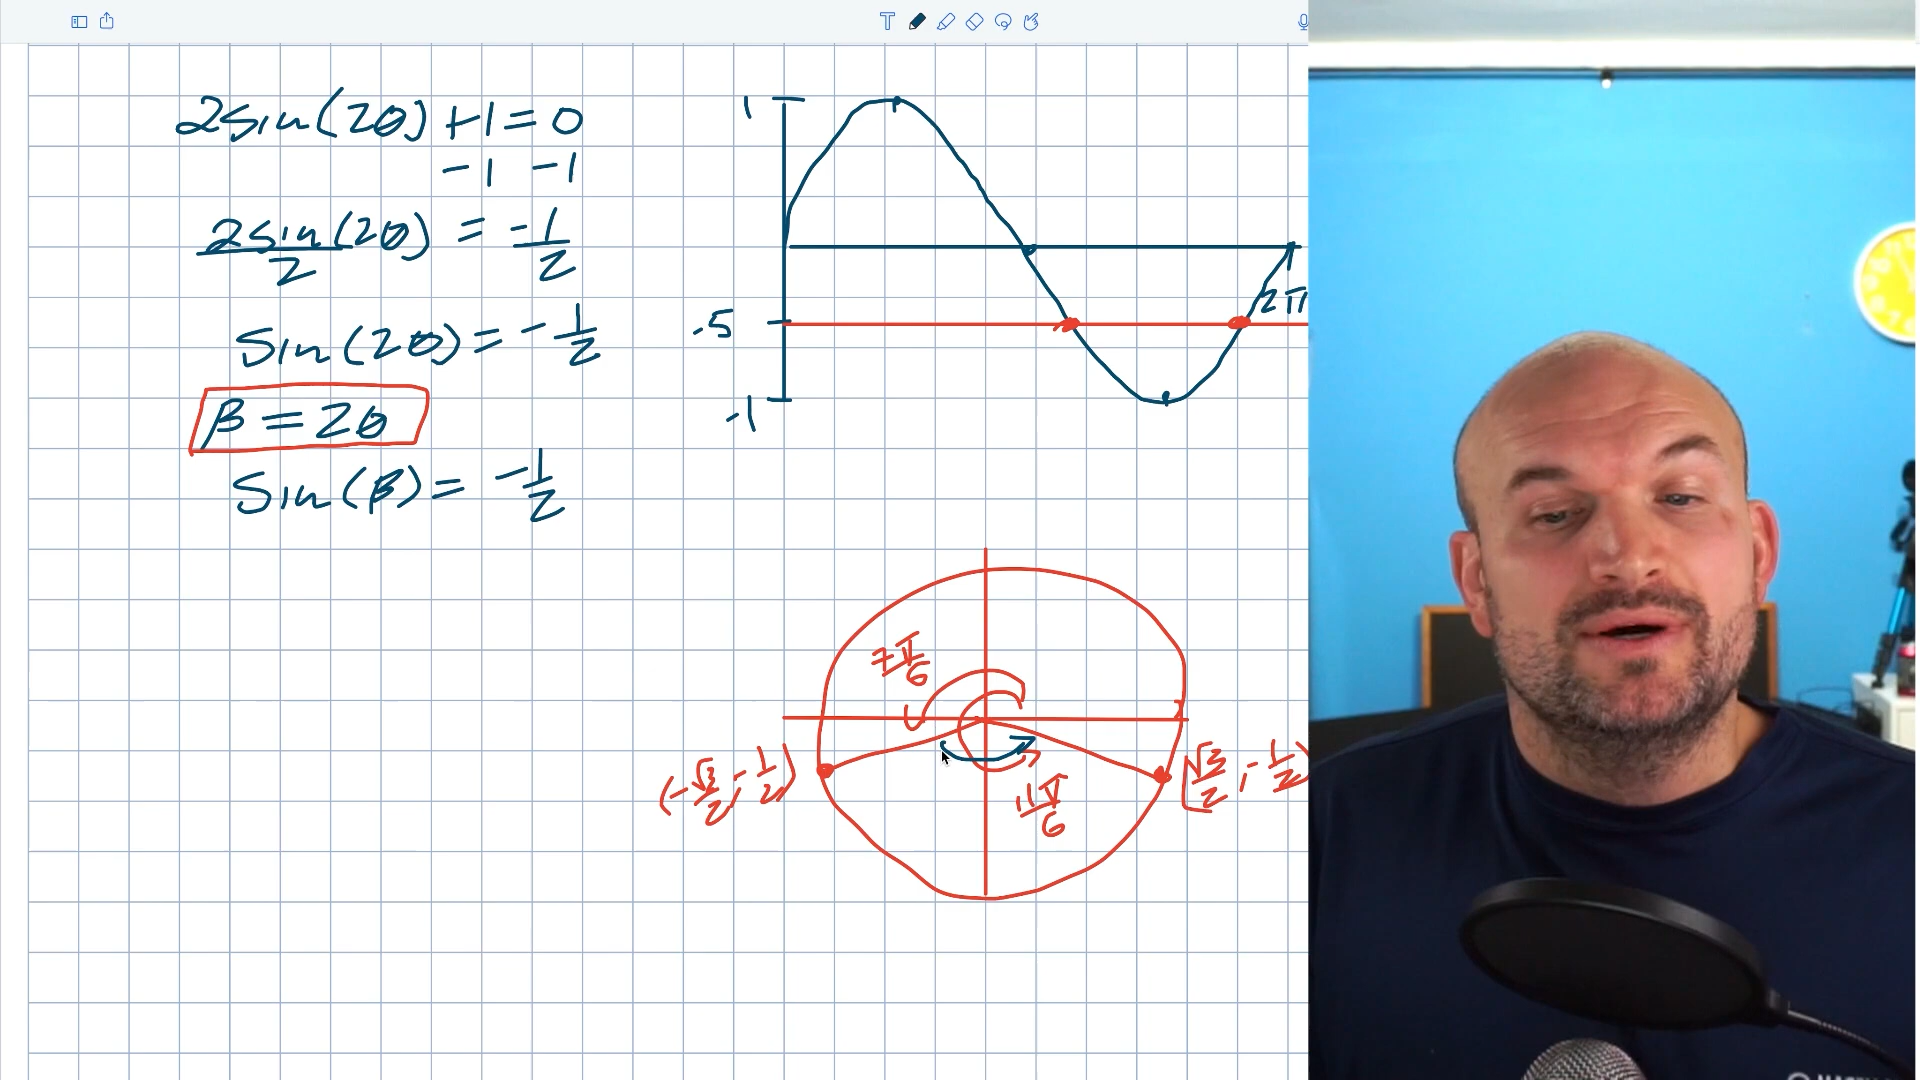 2sin(2θ)+1=0
-1 -1
2sin(2θ) = -1
2 2
sin(2θ) = -1/2
β = 2θ
sin(β) = -1/2
1
.5
-1
2π
7π/6
11π/6
(-√3/2, -1/2)
(√3/2, -1/2)